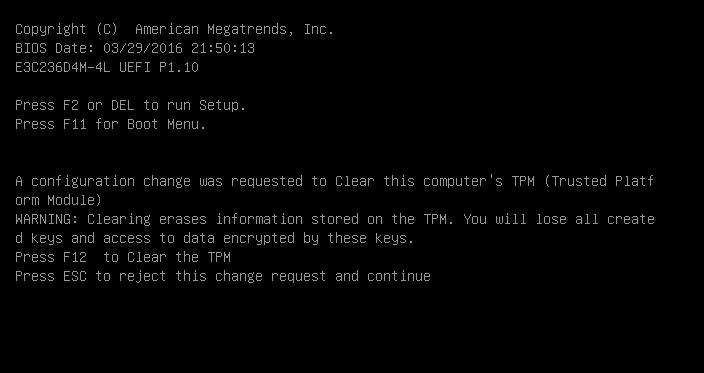 Copyright (C)  American Megatrends, Inc.
BIOS Date: 03/29/2016 21:50:13
E3C236D4M-4L UEFI P1.10
Press F2 or DEL to run Setup.
Press F11 for Boot Menu.
A configuration change was requested to Clear this computer's TPM (Trusted Platf
orm Module)
WARNING: Clearing erases information stored on the TPM. You will lose all create
d keys and access to data encrypted by these keys.
Press F12  to Clear the TPM
Press ESC to reject this change request and continue